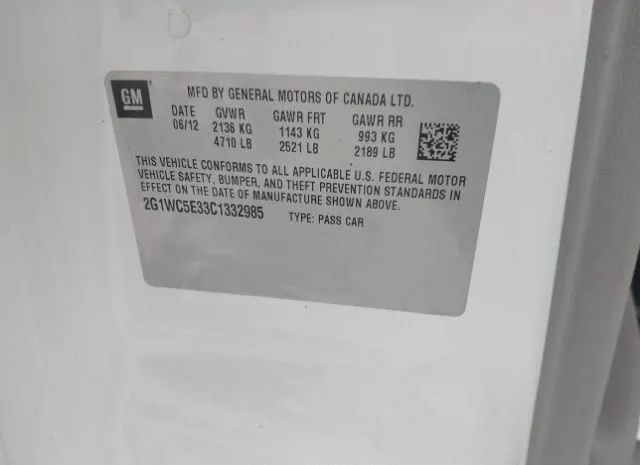 GM
MFD BY GENERAL MOTORS OF CANADA LTD.
DATE GVWR GAWR FRT GAWR RR
06/12 2136 KG 1143 KG 993 KG
4710 LB 2521 LB 2189 LB
THIS VEHICLE CONFORMS TO ALL APPLICABLE U.S. FEDERAL MOTOR
VEHICLE SAFETY, BUMPER, AND THEFT PREVENTION STANDARDS IN
EFFECT ON THE DATE OF MANUFACTURE SHOWN ABOVE.
2G1WC5E33C1332985 TYPE: PASS CAR